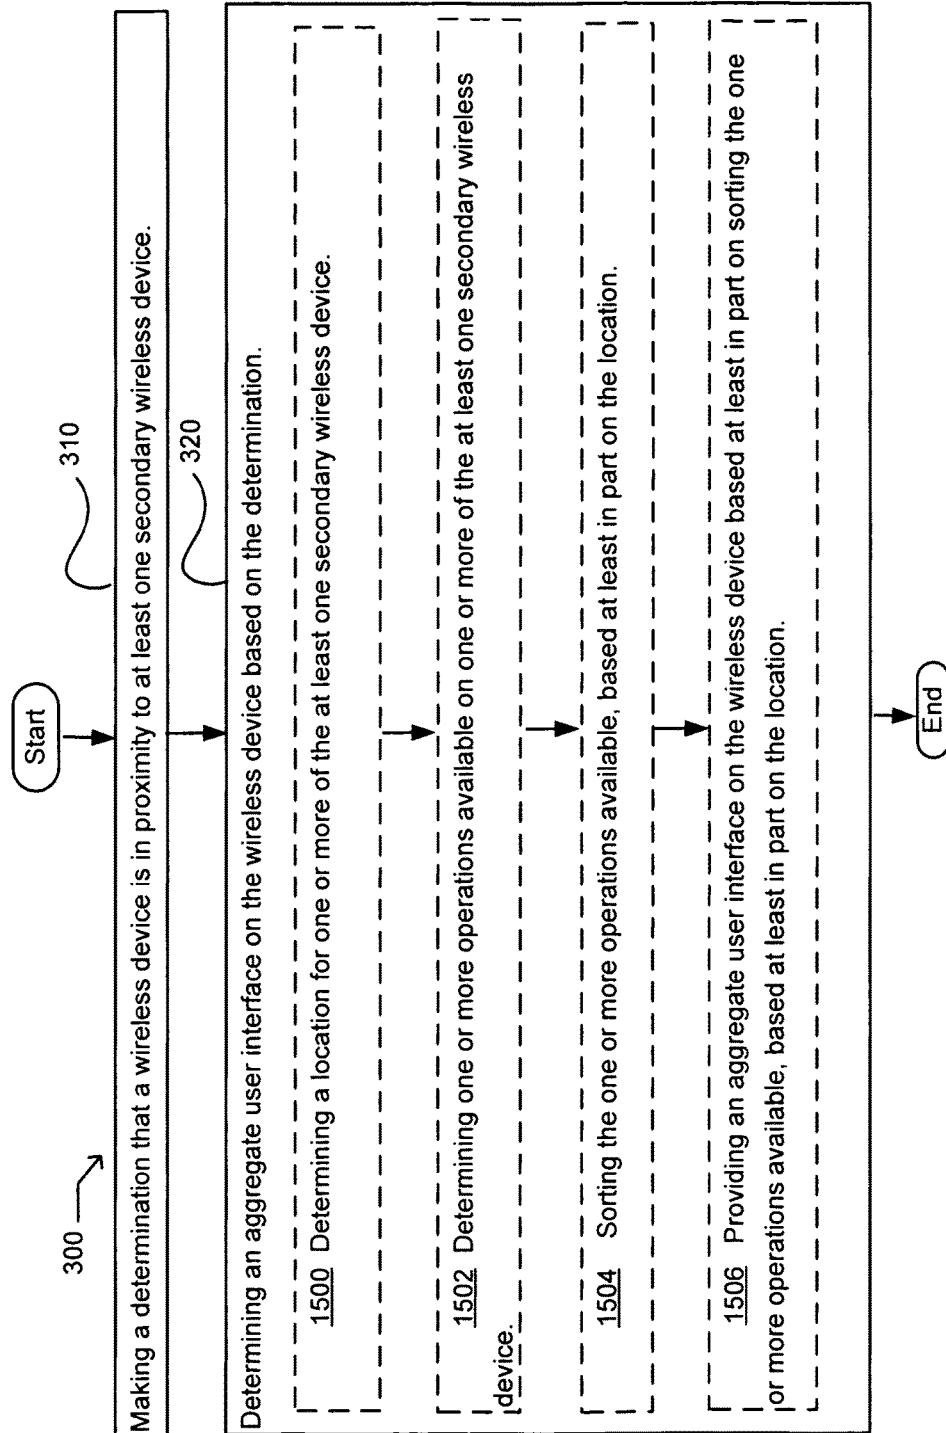 Start
300
310
Making a determination that a wireless device is in proximity to at least one secondary wireless device.
320
Determining an aggregate user interface on the wireless device based on the determination.
1500 Determining a location for one or more of the at least one secondary wireless device.
1502 Determining one or more operations available on one or more of the at least one secondary wireless
device.
1504 Sorting the one or more operations available, based at least in part on the location.
1506 Providing an aggregate user interface on the wireless device based at least in part on sorting the one
or more operations available, based at least in part on the location.
End